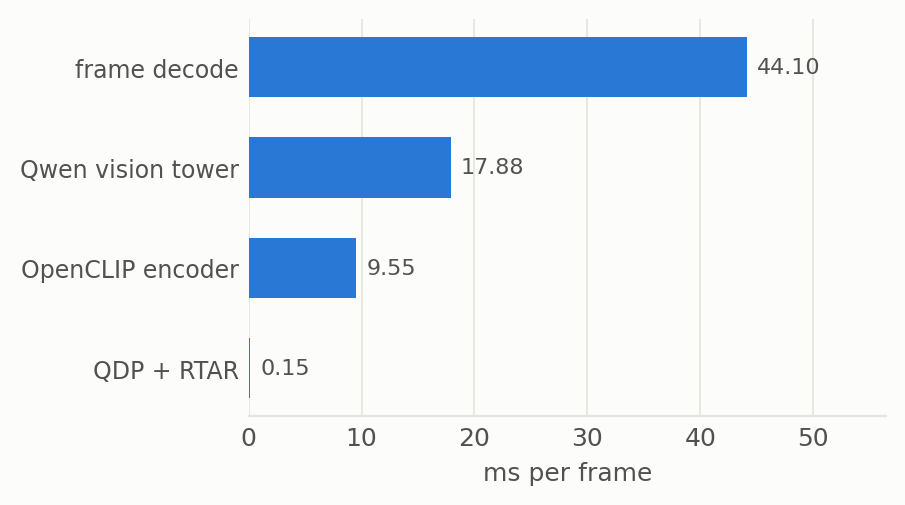 frame decode 44.10
Qwen vision tower 17.88
OpenCLIP encoder 9.55
QDP + RTAR 0.15
0 10 20 30 40 50
ms per frame